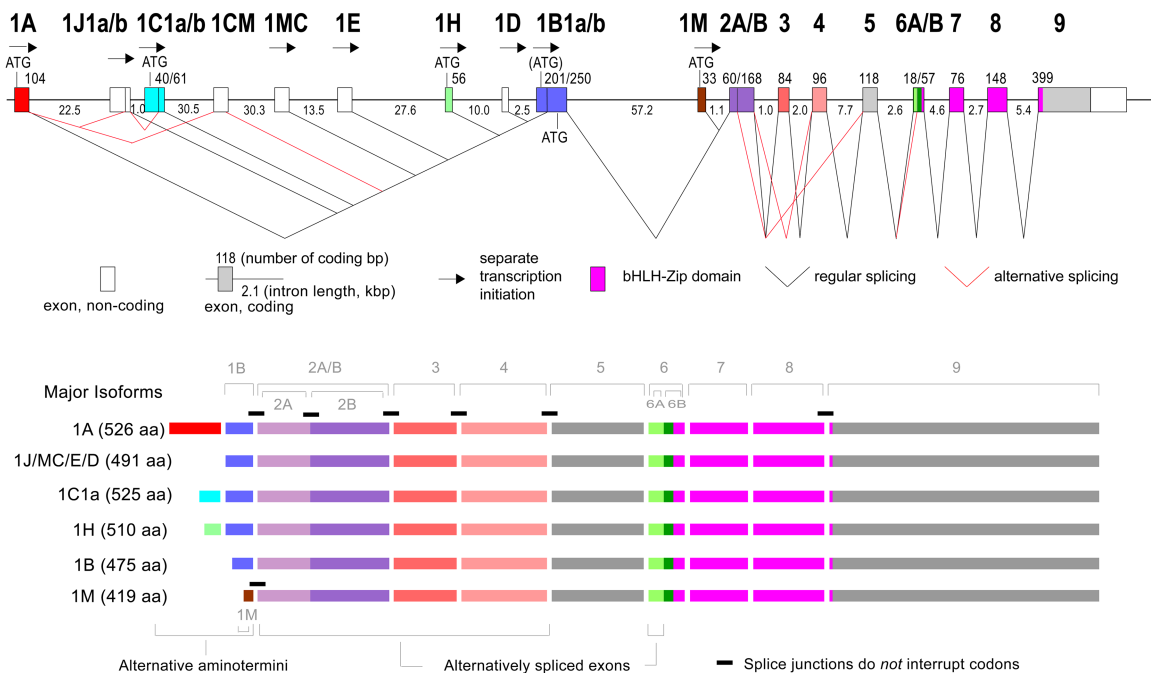 1A 1J1a/b 1C1a/b 1CM 1MC 1E 1H 1D 1B1a/b 1M 2A/B 3 4 5 6A/B 7 8 9
ATG ATG ATG (ATG) ATG
104 40/61 56 201/250 33 60/168 84 96 118 18/57 76 148 399
22.5 1.0 30.5 30.3 13.5 27.6 10.0 2.5 57.2 1.1 1.0 2.0 7.7 2.6 4.6 2.7 5.4
ATG
118 (number of coding bp)
2.1 (intron length, kbp)
exon, non-coding
exon, coding
separate
transcription
initiation
bHLH-Zip domain
regular splicing
alternative splicing
1B 2A/B 3 4 5 6 7 8 9
Major Isoforms
2A 2B 6A 6B
1A (526 aa)
1J/MC/E/D (491 aa)
1C1a (525 aa)
1H (510 aa)
1B (475 aa)
1M (419 aa)
1M
Alternative aminotermini
Alternatively spliced exons
Splice junctions do not interrupt codons